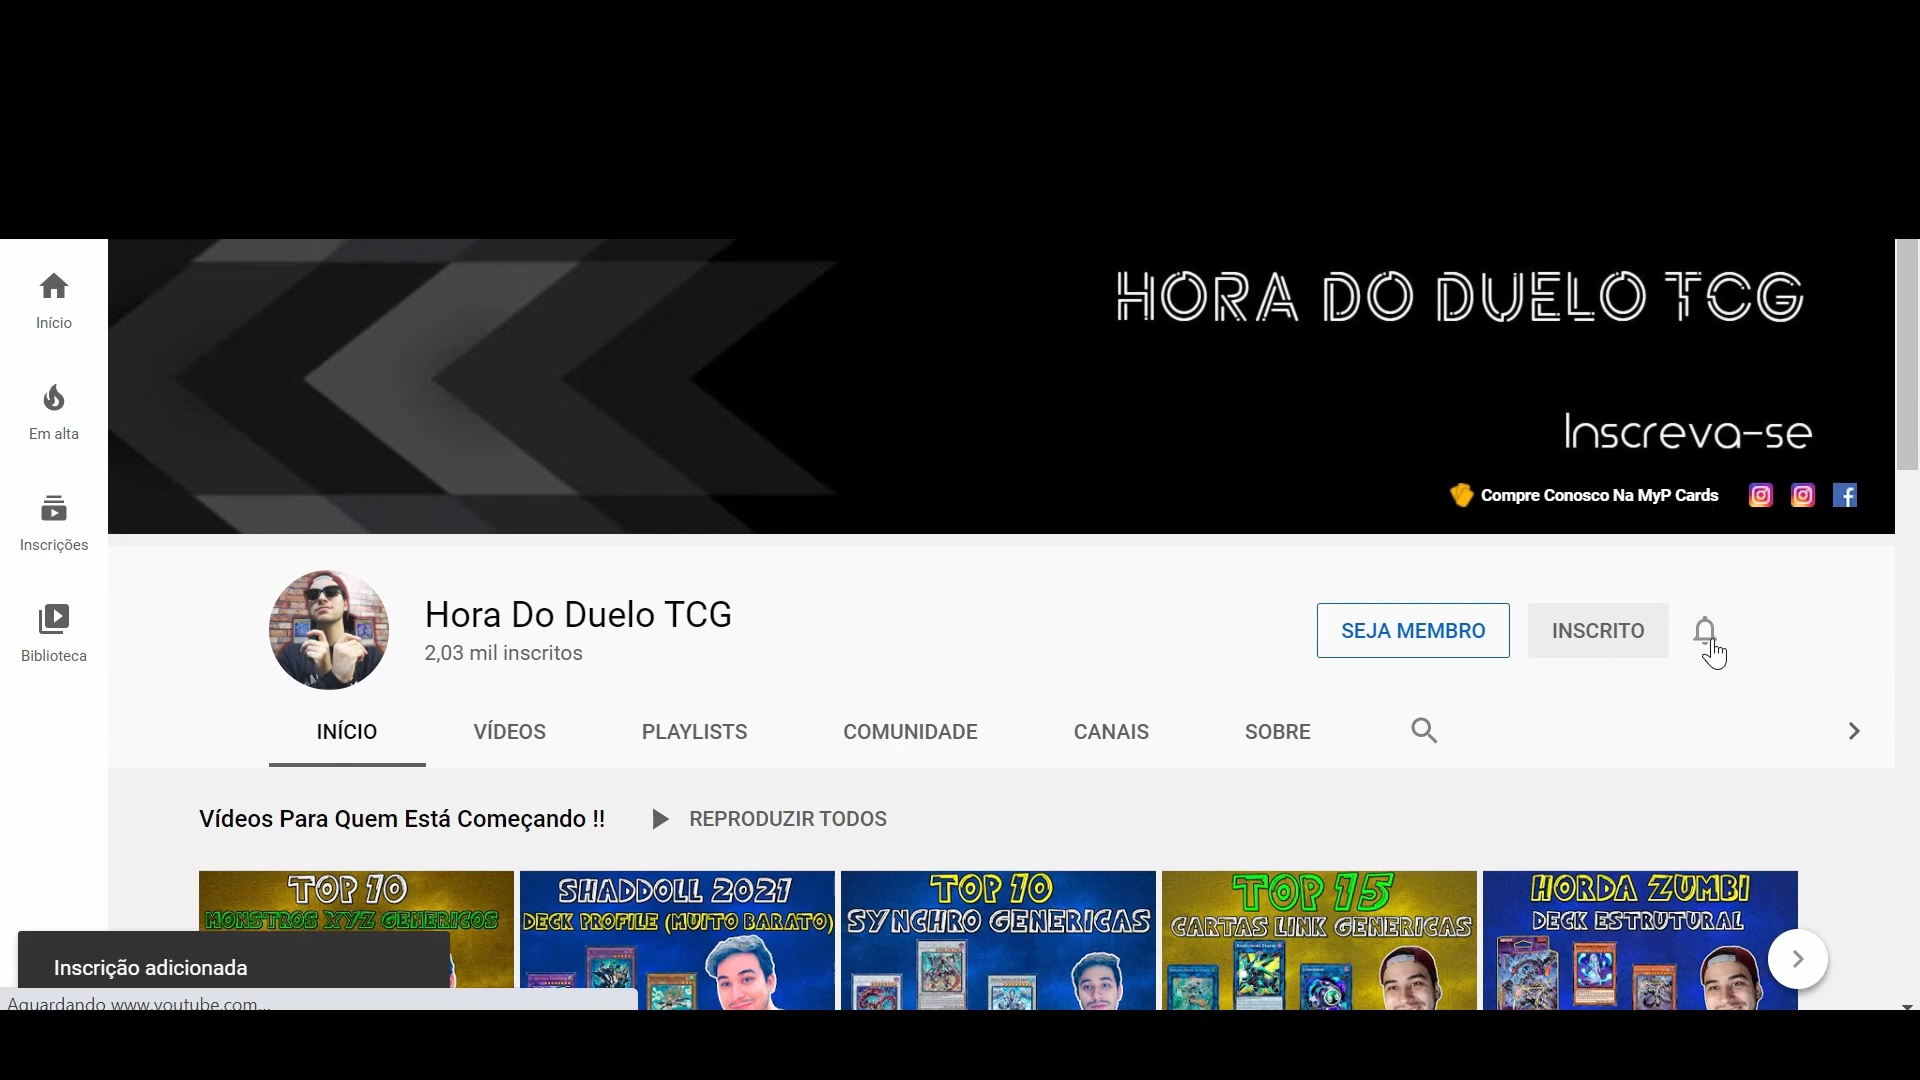 HORA DO DUELO TCG
Inscreva-se
Compre Conosco Na MyP Cards
Início
Em alta
Inscrições
Biblioteca
Hora Do Duelo TCG
2,03 mil inscritos
SEJA MEMBRO
INSCRITO
INÍCIO
VÍDEOS
PLAYLISTS
COMUNIDADE
CANAIS
SOBRE
Vídeos Para Quem Está Começando !!
REPRODUZIR TODOS
TOP 10
MONSTROS XYZ GENERICOS
SHADDOLL 2021
DECK PROFILE (MUITO BARATO)
TOP 10
SYNCHRO GENERICAS
TOP 15
CARTAS LINK GENERICAS
HORDA ZUMBI
DECK ESTRUTURAL
Inscrição adicionada
Aguardando www.youtube.com...